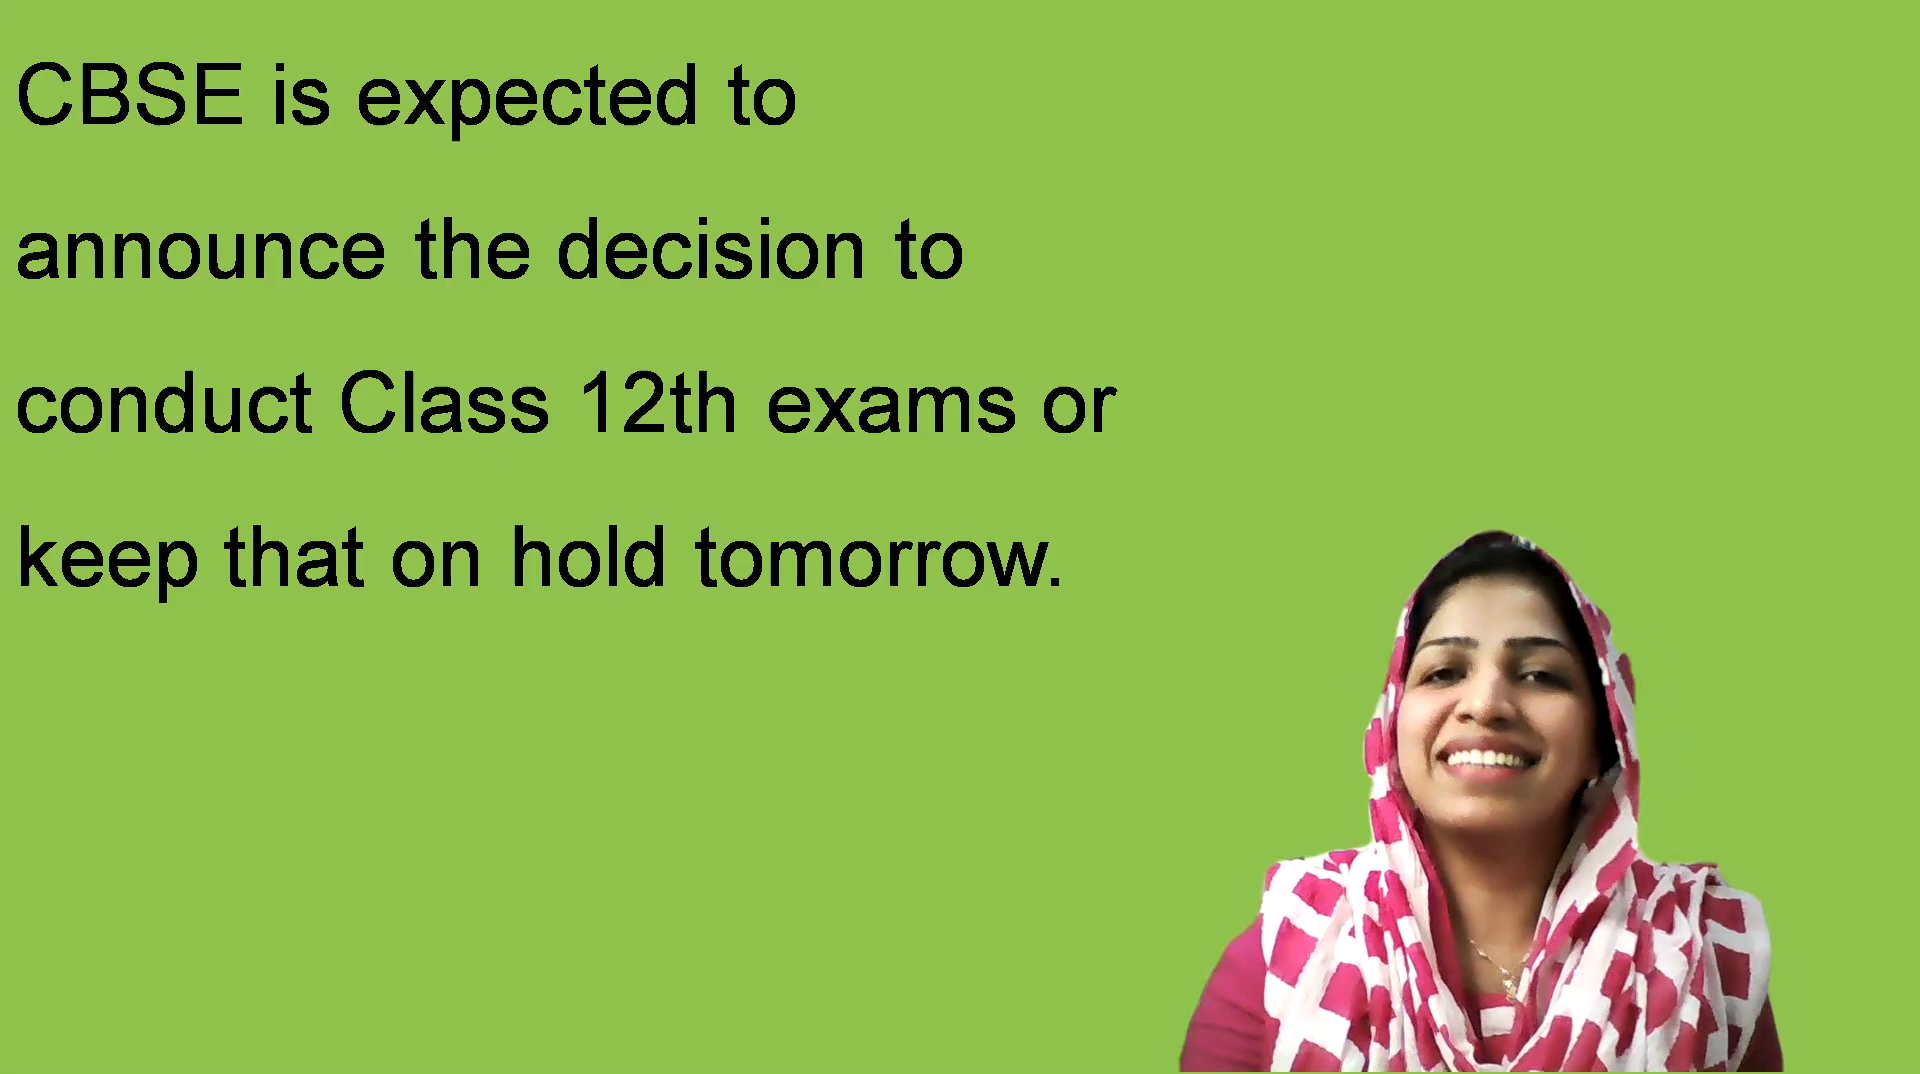 CBSE is expected to
announce the decision to
conduct Class 12th exams or
keep that on hold tomorrow.